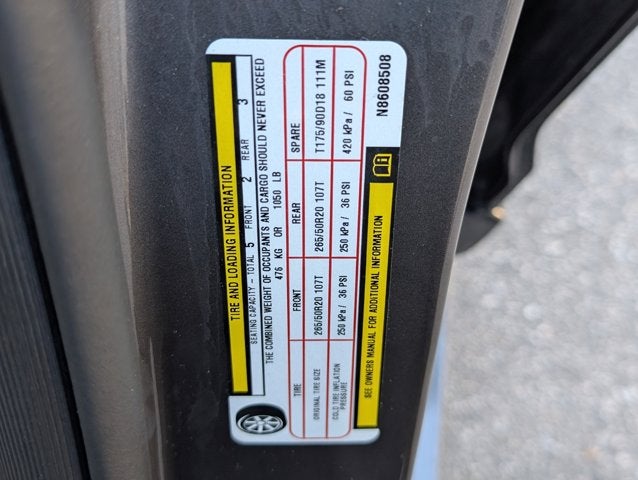 TIRE AND LOADING INFORMATION
SEATING CAPACITY - TOTAL 5 FRONT 2 REAR 3
THE COMBINED WEIGHT OF OCCUPANTS AND CARGO SHOULD NEVER EXCEED
476 KG OR 1050 LB
TIRE FRONT REAR SPARE
ORIGINAL TIRE SIZE 265/50R20 107T 265/50R20 107T T175/90D18 111M
COLD TIRE INFLATION
PRESSURE 250 kPa / 36 PSI 250 kPa / 36 PSI 420 kPa / 60 PSI
SEE OWNERS MANUAL FOR ADDITIONAL INFORMATION
N8608508